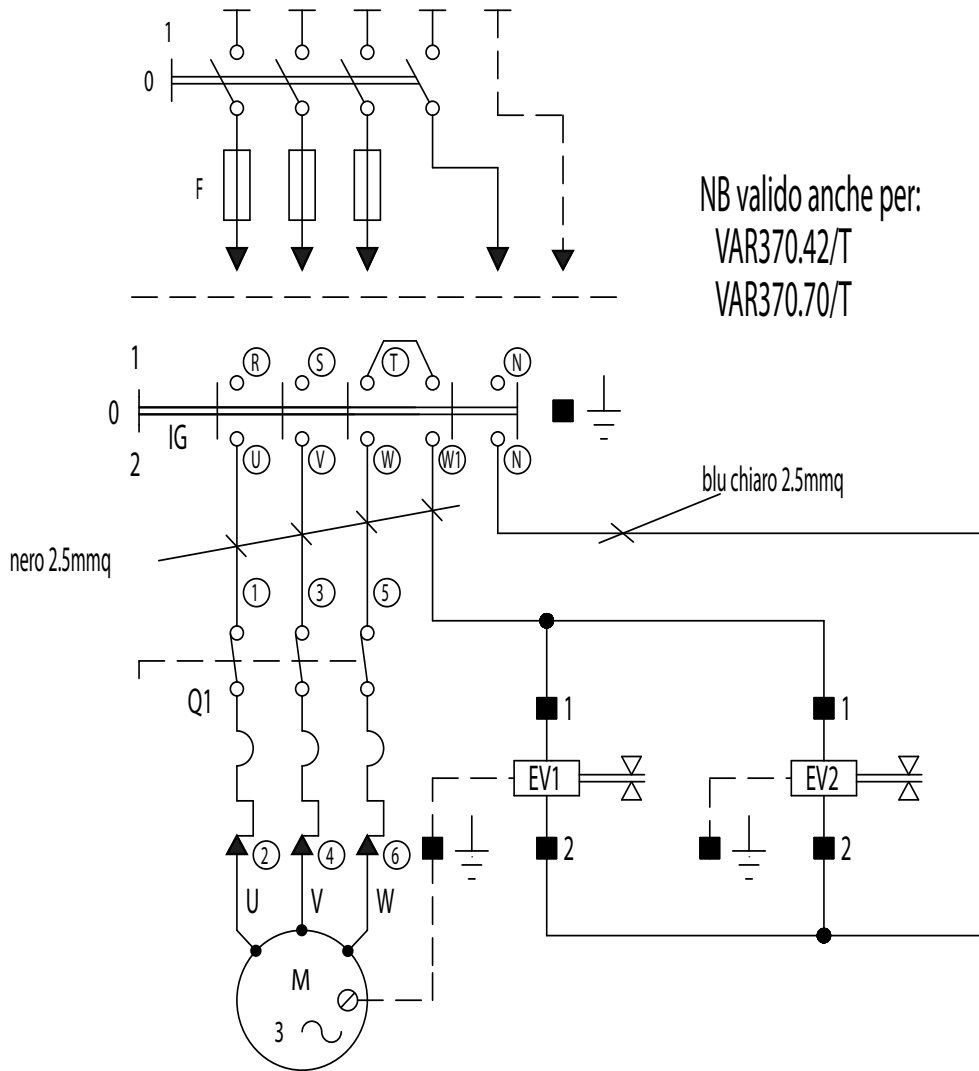 1
0
F
NB valido anche per:
VAR370.42/T
VAR370.70/T
1
R
S
T
N
0
IG
2
U
V
W
W1
N
blu chiaro 2.5mmq
nero 2.5mmq
1
3
5
Q1
1
1
EV1
EV2
2
4
6
2
2
U
V
W
M
3